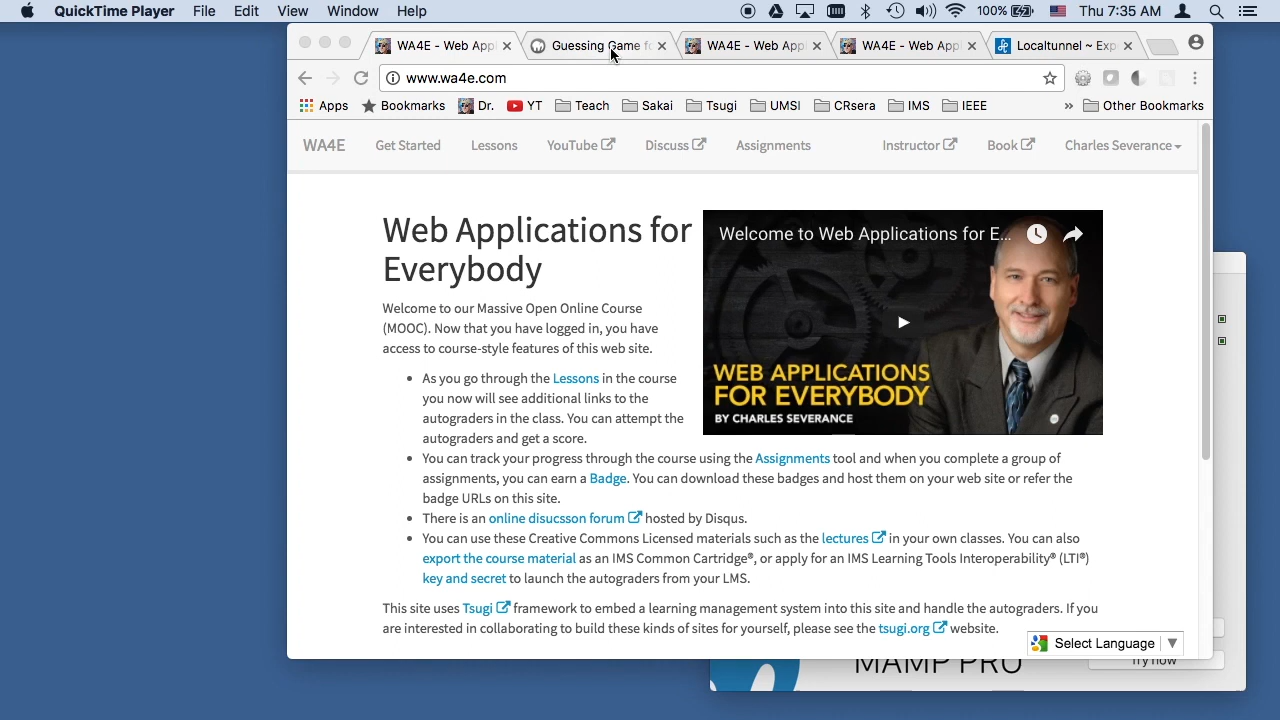 QuickTime Player File Edit View Window Help 100% Thu 7:35 AM
WA4E - Web Appl Guessing Game fo WA4E - Web Appl WA4E - Web Appl Localtunnel ~ Exp
www.wa4e.com
Apps Bookmarks Dr. YT Teach Sakai Tsugi UMSI CRsera IMS IEEE » Other Bookmarks
WA4E Get Started Lessons YouTube Discuss Assignments Instructor Book Charles Severance
Web Applications for
Everybody
Welcome to our Massive Open Online Course
(MOOC). Now that you have logged in, you have
access to course-style features of this web site.
Welcome to Web Applications for E...
WEB APPLICATIONS
FOR EVERYBODY
BY CHARLES SEVERANCE
• As you go through the Lessons in the course
you now will see additional links to the
autograders in the class. You can attempt the
autograders and get a score.
• You can track your progress through the course using the Assignments tool and when you complete a group of
assignments, you can earn a Badge. You can download these badges and host them on your web site or refer the
badge URLs on this site.
• There is an online disucsson forum hosted by Disqus.
• You can use these Creative Commons Licensed materials such as the lectures in your own classes. You can also
export the course material as an IMS Common Cartridge®, or apply for an IMS Learning Tools Interoperability® (LTI®)
key and secret to launch the autograders from your LMS.
This site uses Tsugi framework to embed a learning management system into this site and handle the autograders. If you
are interested in collaborating to build these kinds of sites for yourself, please see the tsugi.org website.
Select Language
MAMP PRO
Try now